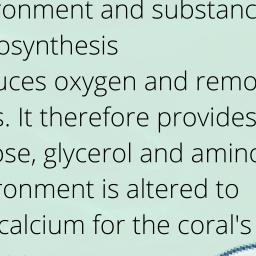 ronment and substanc
osynthesis
uces oxygen and remo
s. It therefore provides
ose, glycerol and amino
ronment is altered to
calcium for the coral's